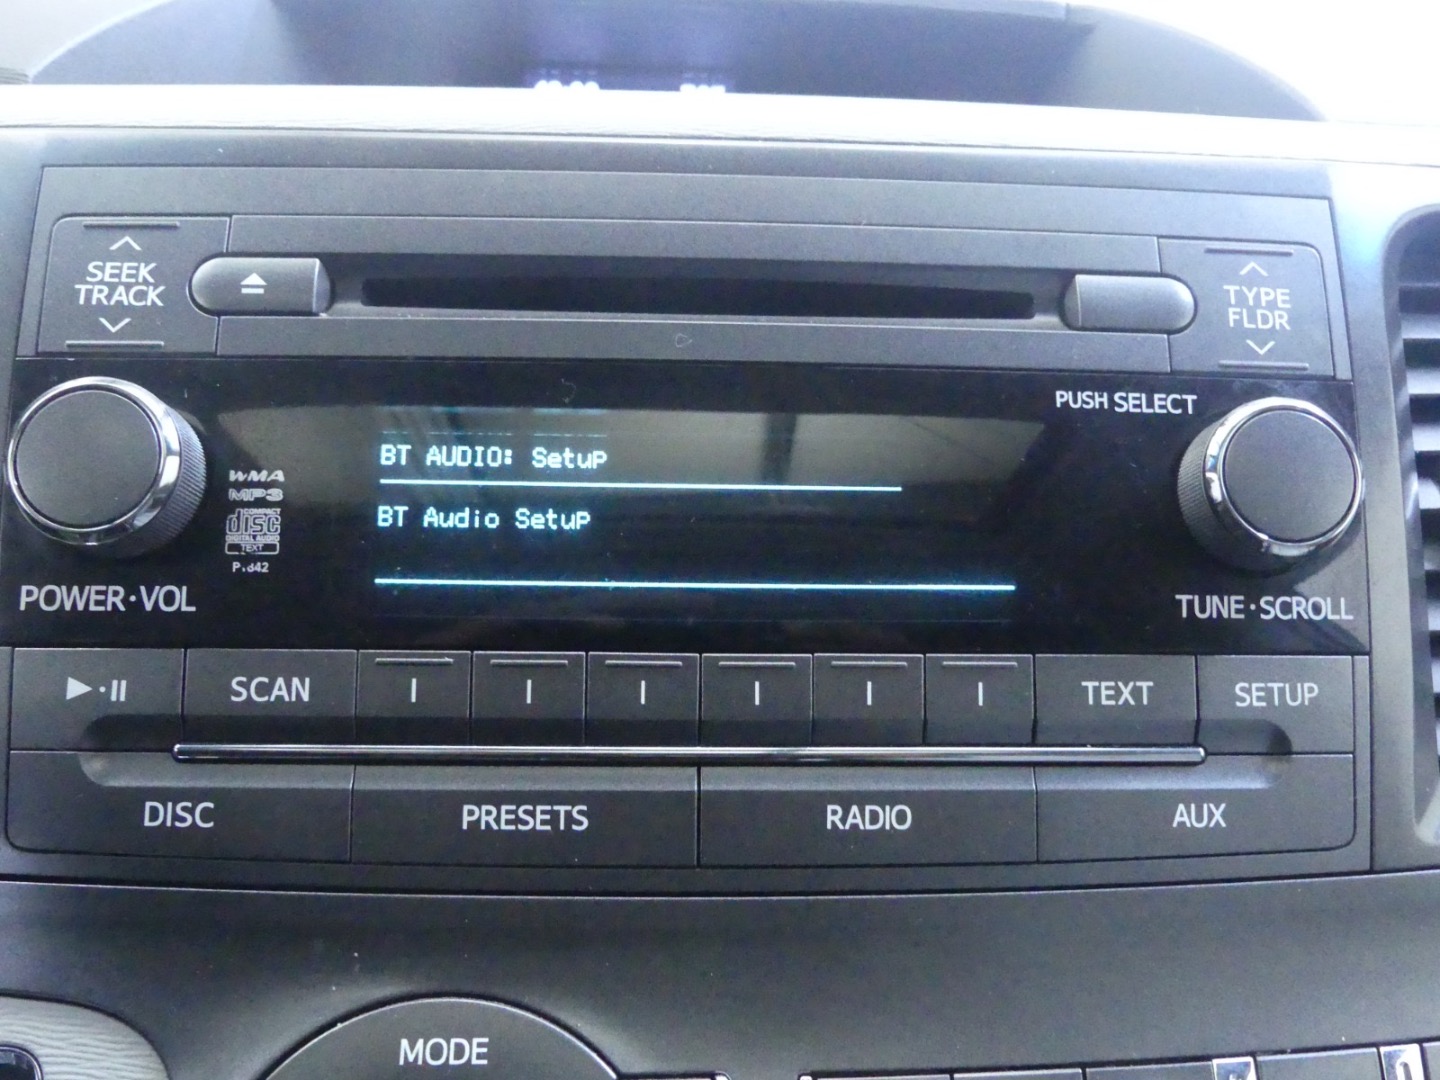 SEEK
TRACK
TYPE
FLDR
PUSH SELECT
BT AUDIO: Setup
BT Audio Setup
WMA
MP3
COMPACT
disc
DIGITAL AUDIO
TEXT
POWER·VOL
TUNE·SCROLL
SCAN
TEXT
SETUP
DISC
PRESETS
RADIO
AUX
MODE